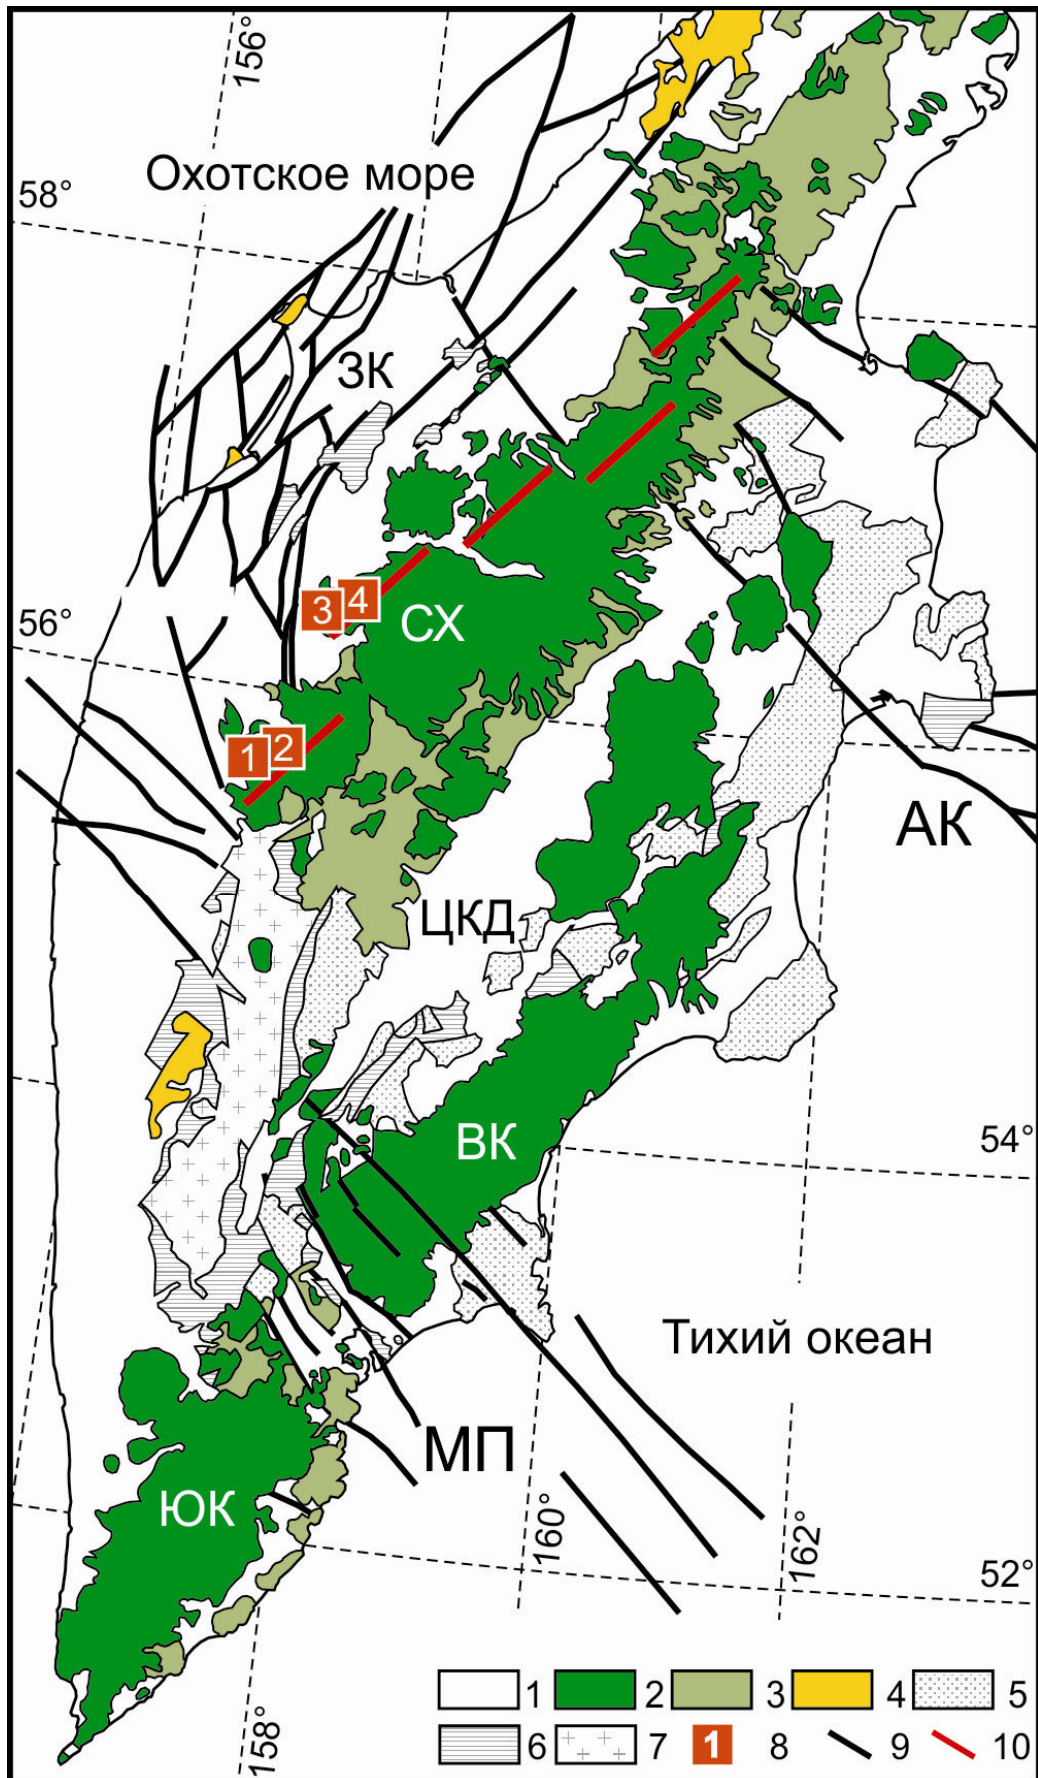 156°
Охотское море
58°
ЗК
3
4
СХ
56°
1
2
АК
ЦКД
ВК
54°
Тихий океан
МП
ЮК
160°
162°
52°
158°
1 2 3 4 5
6 7 1 8 9 10